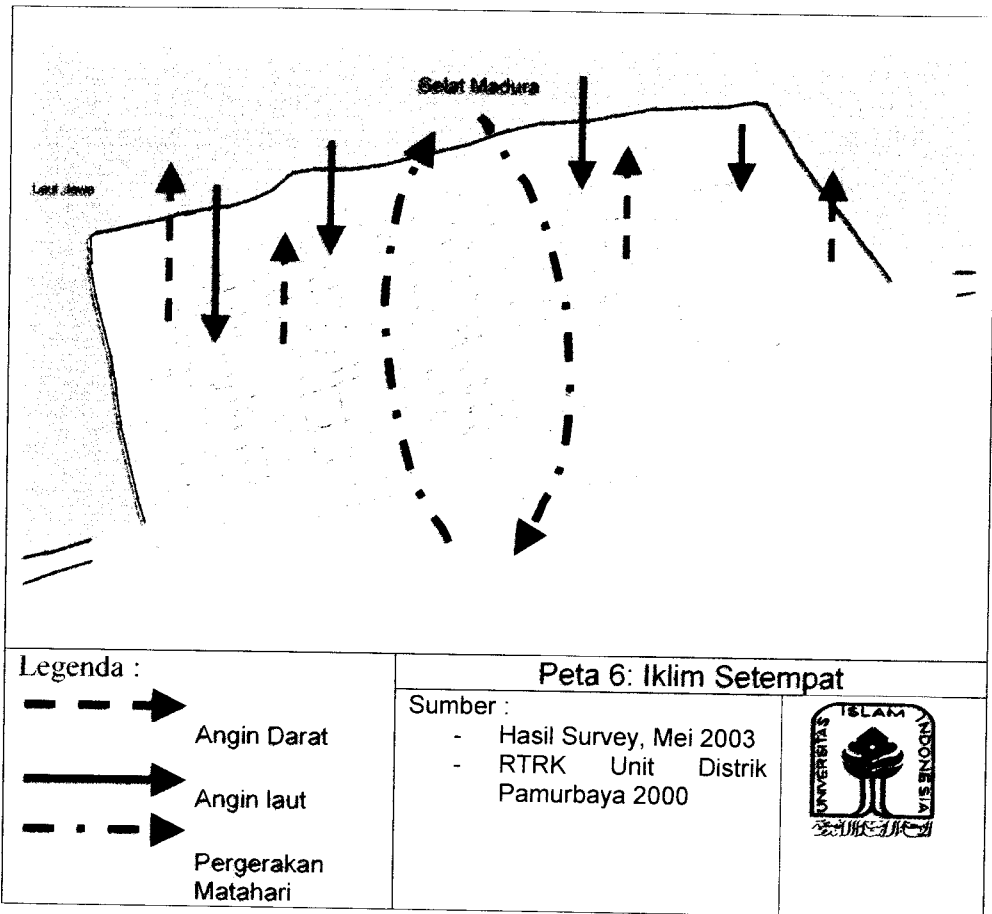 Selat Madura
Laut Jawa
Legenda :
Angin Darat
Angin laut
Pergerakan
Matahari
Peta 6: Iklim Setempat
Sumber :
- Hasil Survey, Mei 2003
- RTRK Unit Distrik
Pamurbaya 2000
UNIVERSITAS ISLAM INDONESIA